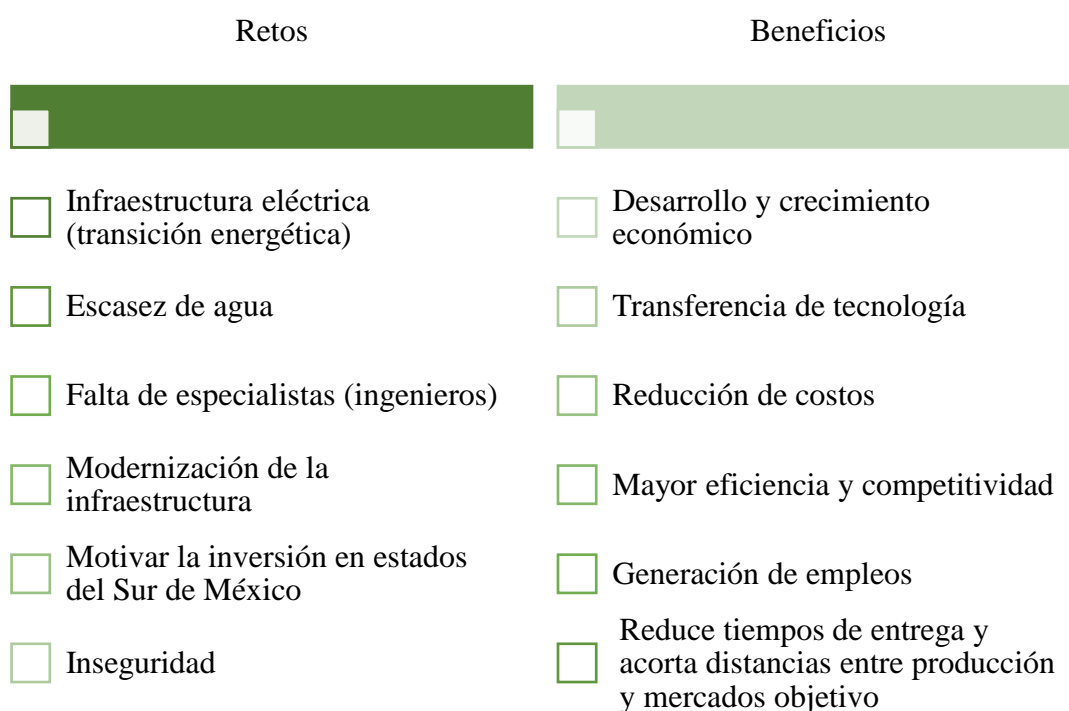 Retos
Infraestructura eléctrica
(transición energética)
Escasez de agua
Falta de especialistas (ingenieros)
Modernización de la
infraestructura
Motivar la inversión en estados
del Sur de México
Inseguridad
Beneficios
Desarrollo y crecimiento
económico
Transferencia de tecnología
Reducción de costos
Mayor eficiencia y competitividad
Generación de empleos
Reduce tiempos de entrega y
acorta distancias entre producción
y mercados objetivo